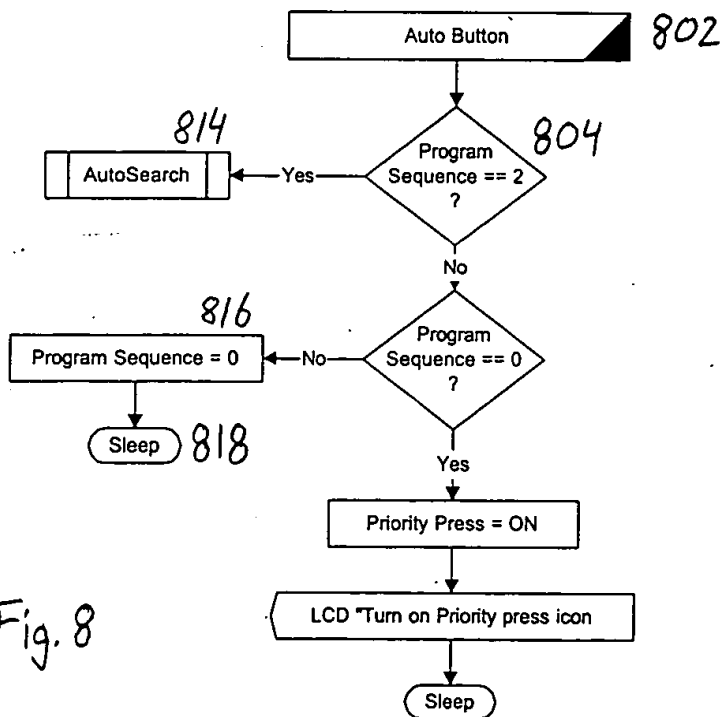 Auto Button
802
814
804
AutoSearch
Yes
Program
Sequence == 2
?
No
816
Program Sequence = 0
No
Program
Sequence == 0
?
Sleep
818
Yes
Priority Press = ON
LCD "Turn on Priority press icon
Fig. 8
Sleep